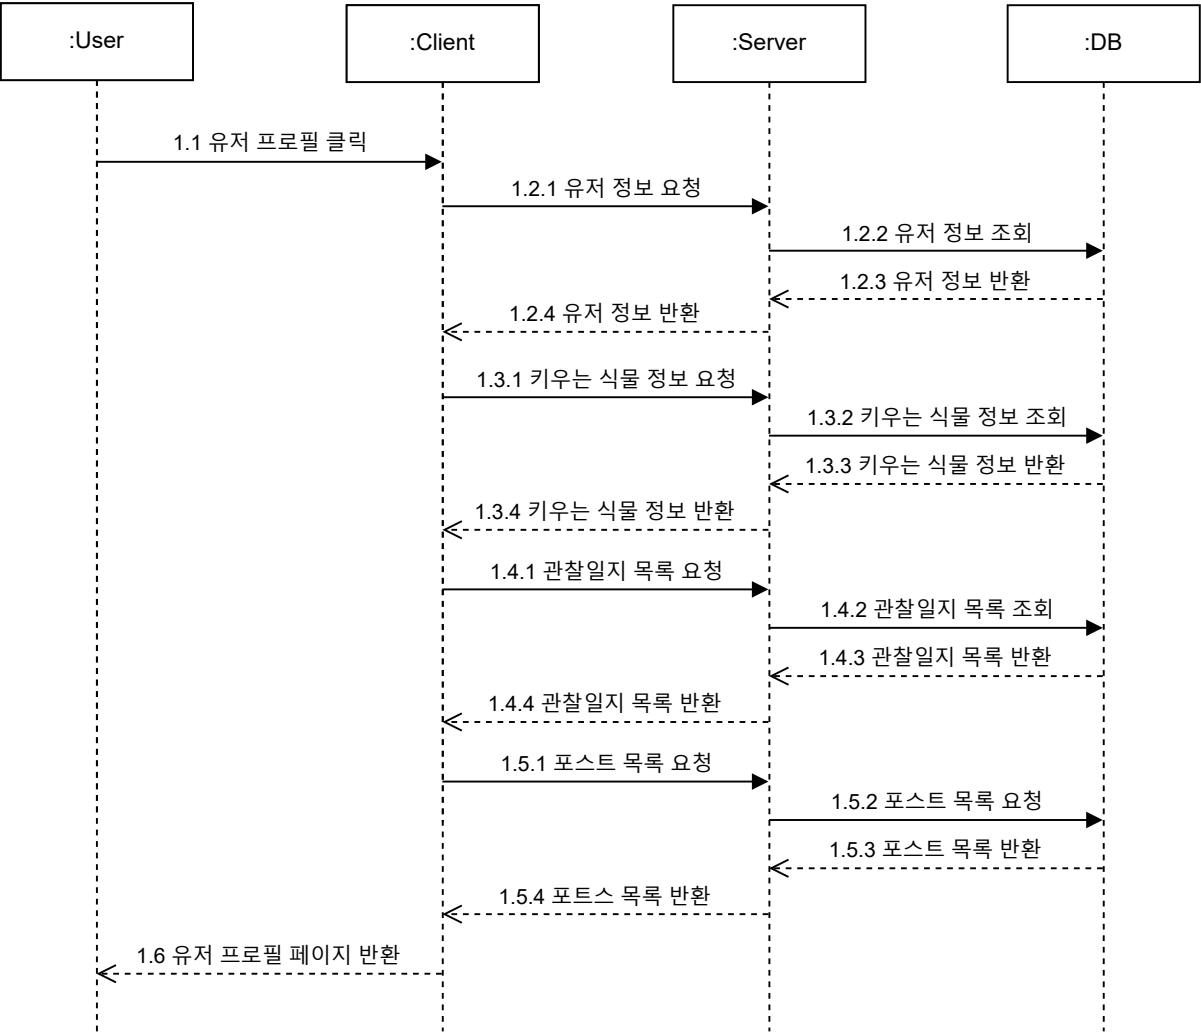 :User
:Client
:Server
:DB
1.1 유저 프로필 클릭
1.2.1 유저 정보 요청
1.2.2 유저 정보 조회
1.2.3 유저 정보 반환
1.2.4 유저 정보 반환
1.3.1 키우는 식물 정보 요청
1.3.2 키우는 식물 정보 조회
1.3.3 키우는 식물 정보 반환
1.3.4 키우는 식물 정보 반환
1.4.1 관찰일지 목록 요청
1.4.2 관찰일지 목록 조회
1.4.3 관찰일지 목록 반환
1.4.4 관찰일지 목록 반환
1.5.1 포스트 목록 요청
1.5.2 포스트 목록 요청
1.5.3 포스트 목록 반환
1.5.4 포트스 목록 반환
1.6 유저 프로필 페이지 반환